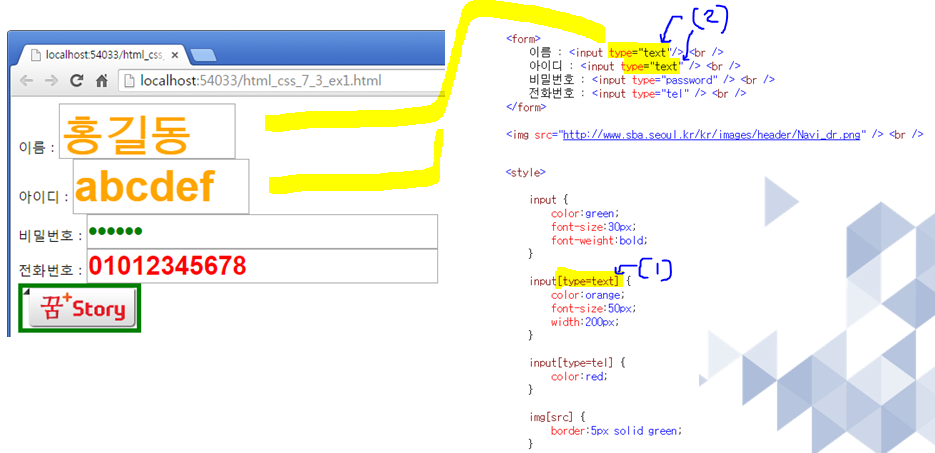 localhost:54033/html_css_
localhost:54033/html_css_7_3_ex1.html
이름 : 홍길동
아이디 : abcdef
비밀번호 : ••••••
전화번호 : 01012345678
꿈+Story
(2)
<form>
이름 : <input type="text"/> <br />
아이디 : <input type="text" /> <br />
비밀번호 : <input type="password" /> <br />
전화번호 : <input type="tel" /> <br />
</form>
<img src="http://www.sba.seoul.kr/kr/images/header/Navi_dr.png" /> <br />
<style>
input {
color:green;
font-size:30px;
font-weight:bold;
}
(1)
input[type=text] {
color:orange;
font-size:50px;
width:200px;
}
input[type=tel] {
color:red;
}
img[src] {
border:5px solid green;
}